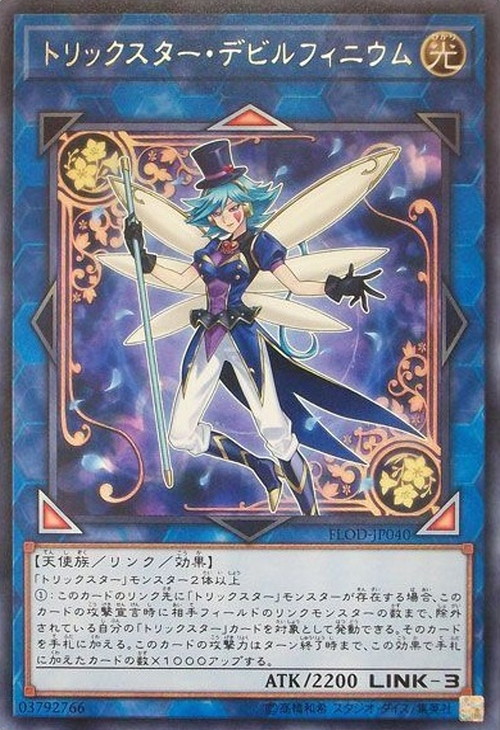 トリックスター・デビルフィニウム
光
FLOD-JP040
【天使族／リンク／効果】
「トリックスター」モンスター２体以上
①：このカードのリンク先に「トリックスター」モンスターが存在する場合、この
カードの攻撃宣言時に相手フィールドのリンクモンスターの数まで、除外
されている自分の「トリックスター」カードを対象として発動できる。そのカード
を手札に加える。このカードの攻撃力はターン終了時まで、この効果で手札
に加えたカードの数×１０００アップする。
ATK/2200 LINK-3
03792766
©高橋和希 スタジオ・ダイス/集英社